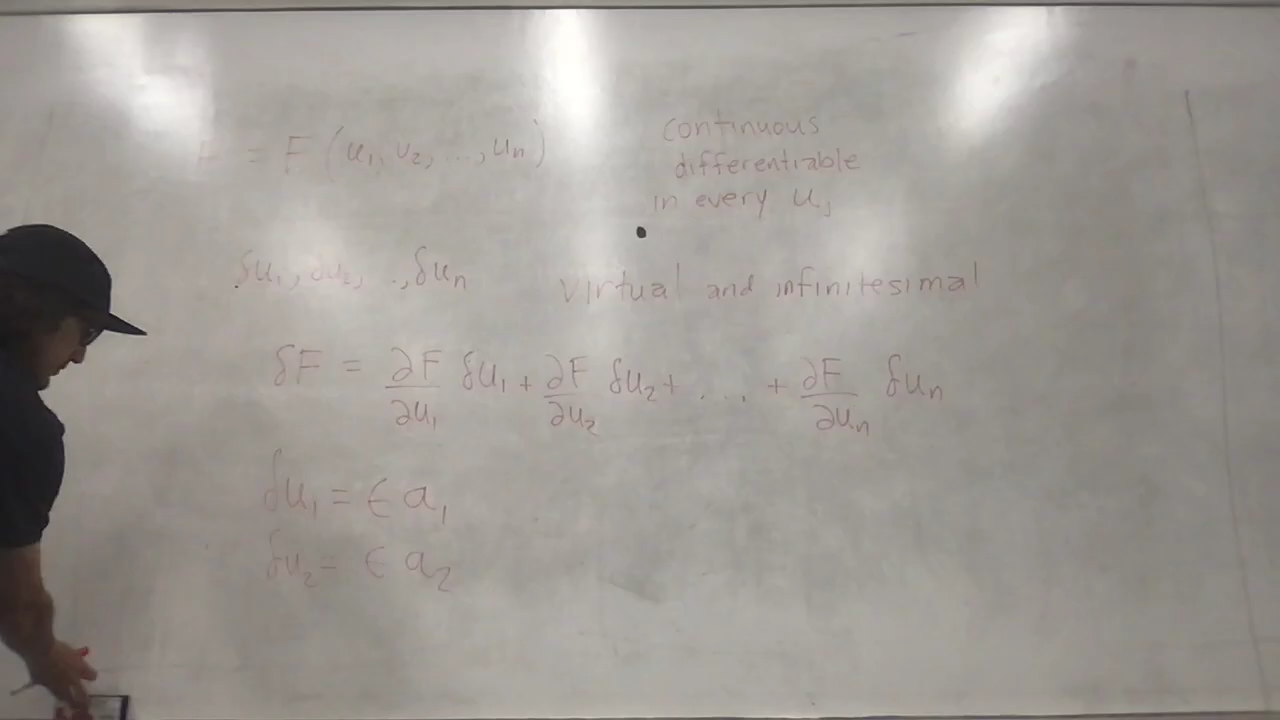 F = F(u₁, u₂, ..., uₙ)
continuous
differentiable
in every uⱼ
δu₁, δu₂, ..., δuₙ virtual and infinitesimal
δF = ∂F/∂u₁ δu₁ + ∂F/∂u₂ δu₂ + ... + ∂F/∂uₙ δuₙ
δu₁ = ϵ a₁
δu₂ = ϵ a₂